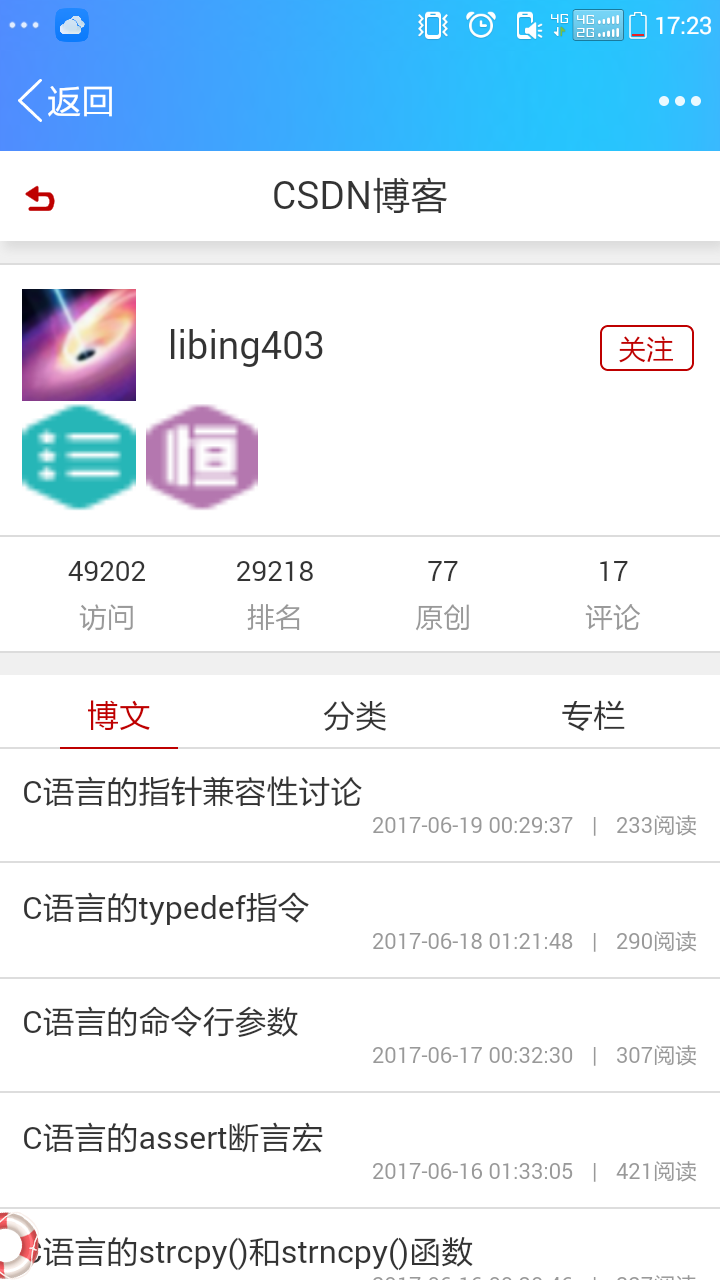 4G 4G 2G 17:23
返回
CSDN博客
libing403
关注
恒
49202 29218 77 17
访问 排名 原创 评论
博文 分类 专栏
C语言的指针兼容性讨论
2017-06-19 00:29:37 | 233阅读
C语言的typedef指令
2017-06-18 01:21:48 | 290阅读
C语言的命令行参数
2017-06-17 00:32:30 | 307阅读
C语言的assert断言宏
2017-06-16 01:33:05 | 421阅读
C语言的strcpy()和strncpy()函数